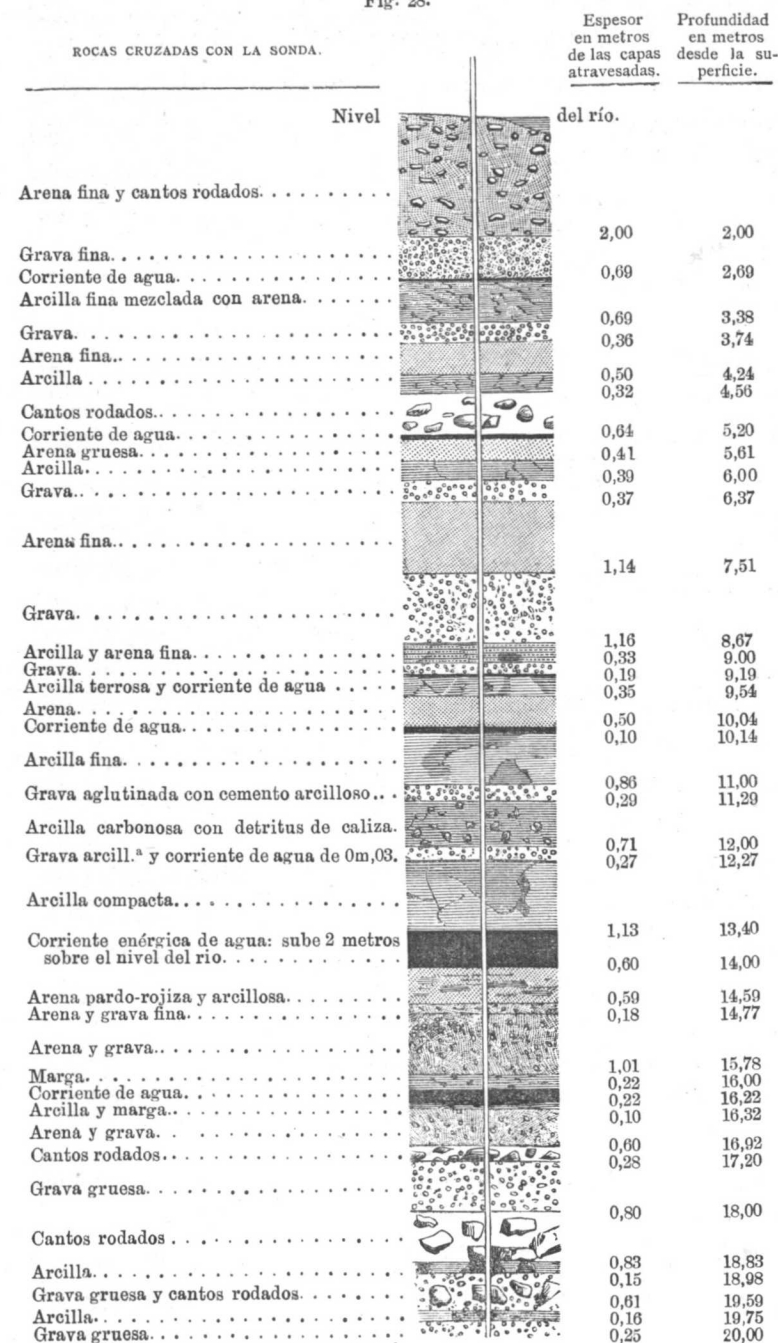 Fig. 28.
ROCAS CRUZADAS CON LA SONDA.
Espesor
en metros
de las capas
atravesadas.
Profundidad
en metros
desde la su-
perficie.
Nivel del río.
Arena fina y cantos rodados. . . . . . . . . . 2,00 2,00
Grava fina. . . . . . . . . . . . . . . . . . . . 0,69 2,69
Corriente de agua. . . . . . . . . . . . . . . .
Arcilla fina mezclada con arena. . . . . . . 0,69 3,38
Grava. . . . . . . . . . . . . . . . . . . . . . . 0,36 3,74
Arena fina. . . . . . . . . . . . . . . . . . . . 0,50 4,24
Arcilla . . . . . . . . . . . . . . . . . . . . . . 0,32 4,56
Cantos rodados. . . . . . . . . . . . . . . . . 0,64 5,20
Corriente de agua. . . . . . . . . . . . . . . .
Arena gruesa. . . . . . . . . . . . . . . . . . . 0,41 5,61
Arcilla. . . . . . . . . . . . . . . . . . . . . . . 0,39 6,00
Grava. . . . . . . . . . . . . . . . . . . . . . . 0,37 6,37
Arena fina. . . . . . . . . . . . . . . . . . . . 1,14 7,51
Grava. . . . . . . . . . . . . . . . . . . . . . . 1,16 8,67
Arcilla y arena fina. . . . . . . . . . . . . . . 0,33 9.00
Grava. . . . . . . . . . . . . . . . . . . . . . . 0,19 9,19
Arcilla terrosa y corriente de agua . . . . . 0,35 9,54
Arena. . . . . . . . . . . . . . . . . . . . . . . 0,50 10,04
Corriente de agua. . . . . . . . . . . . . . . . 0,10 10,14
Arcilla fina. . . . . . . . . . . . . . . . . . . . 0,86 11,00
Grava aglutinada con cemento arcilloso. . . 0,29 11,29
Arcilla carbonosa con detritus de caliza. 0,71 12,00
Grava arcill.ª y corriente de agua de 0m,03. 0,27 12,27
Arcilla compacta. . . . . . . . . . . . . . . . . 1,13 13,40
Corriente enérgica de agua: sube 2 metros
sobre el nivel del rio. . . . . . . . . . . . . 0,60 14,00
Arena pardo-rojiza y arcillosa. . . . . . . . . 0,59 14,59
Arena y grava fina. . . . . . . . . . . . . . . . 0,18 14,77
Arena y grava. . . . . . . . . . . . . . . . . . . 1,01 15,78
Marga. . . . . . . . . . . . . . . . . . . . . . . 0,22 16,00
Corriente de agua. . . . . . . . . . . . . . . . 0,22 16,22
Arcilla y marga. . . . . . . . . . . . . . . . . . 0,10 16,32
Arena y grava. . . . . . . . . . . . . . . . . . . 0,60 16,92
Cantos rodados. . . . . . . . . . . . . . . . . . 0,28 17,20
Grava gruesa. . . . . . . . . . . . . . . . . . . 0,80 18,00
Cantos rodados . . . . . . . . . . . . . . . . . 0,83 18,83
Arcilla. . . . . . . . . . . . . . . . . . . . . . . 0,15 18,98
Grava gruesa y cantos rodados. . . . . . . . 0,61 19,59
Arcilla. . . . . . . . . . . . . . . . . . . . . . . 0,16 19,75
Grava gruesa. . . . . . . . . . . . . . . . . . . 0,25 20,00